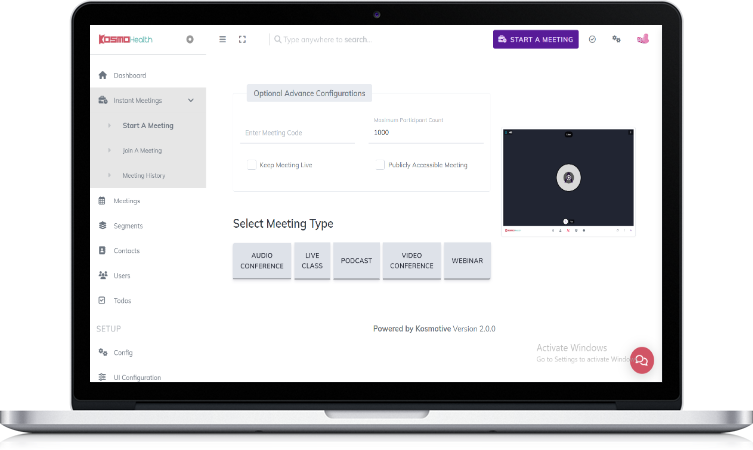 KOSMOHealth
Type anywhere to search...
START A MEETING
Dashboard
Instant Meetings
Start A Meeting
Join A Meeting
Meeting History
Meetings
Segments
Contacts
Users
Todos
SETUP
Config
UI Configuration
Optional Advance Configurations
Enter Meeting Code
Maximum Participant Count
1000
Keep Meeting Live
Publicly Accessible Meeting
Select Meeting Type
AUDIO
CONFERENCE
LIVE
CLASS
PODCAST
VIDEO
CONFERENCE
WEBINAR
Powered by Kosmotive Version 2.0.0
Activate Windows
Go to Settings to activate Windo